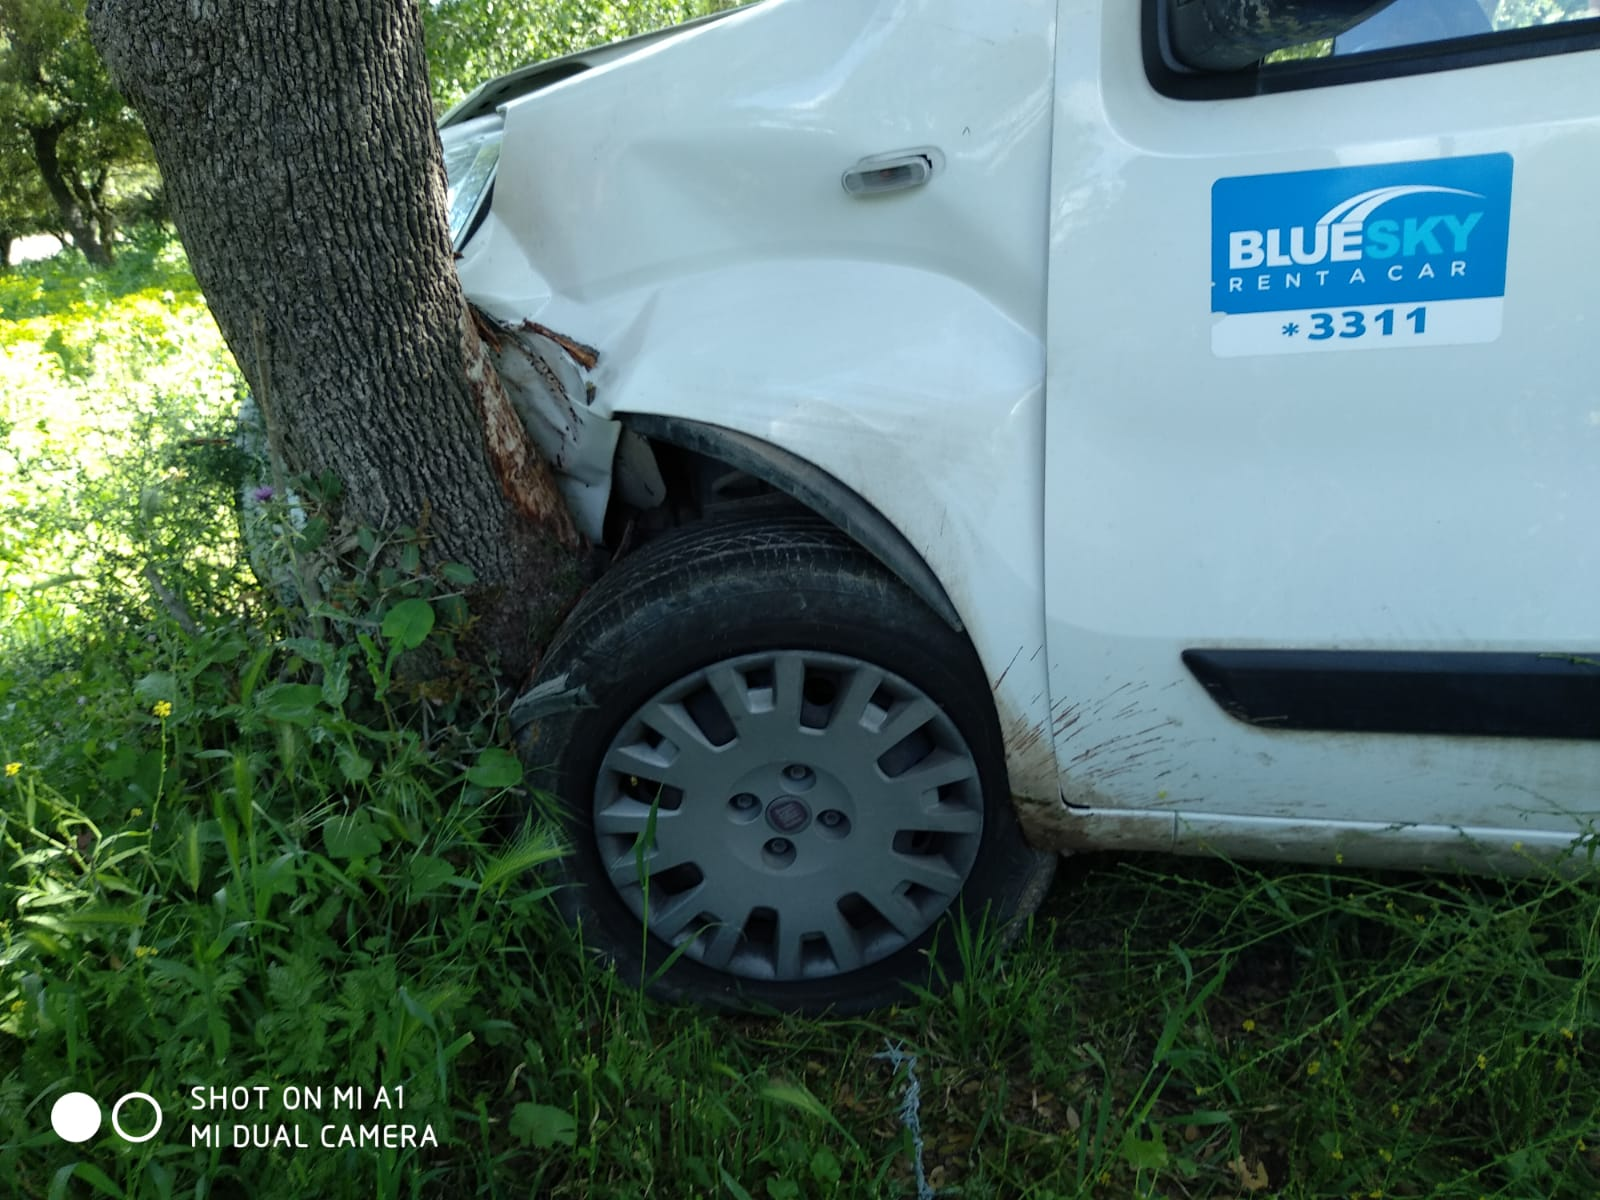 BLUESKY
RENT A CAR
*3311
SHOT ON MI A1
MI DUAL CAMERA